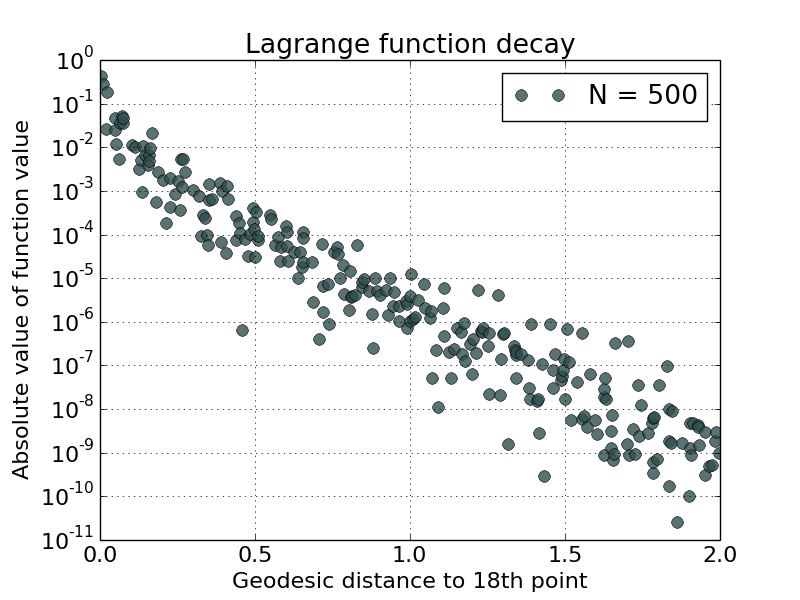 Lagrange function decay
N = 500
Absolute value of function value
10^0
10^-1
10^-2
10^-3
10^-4
10^-5
10^-6
10^-7
10^-8
10^-9
10^-10
10^-11
0.0 0.5 1.0 1.5 2.0
Geodesic distance to 18th point